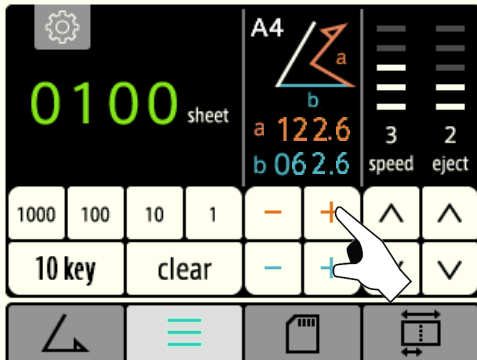 A4
a
b
0100 sheet
a 122.6
b 062.6
3 2
speed eject
1000 100 10 1 − +
10 key clear − +